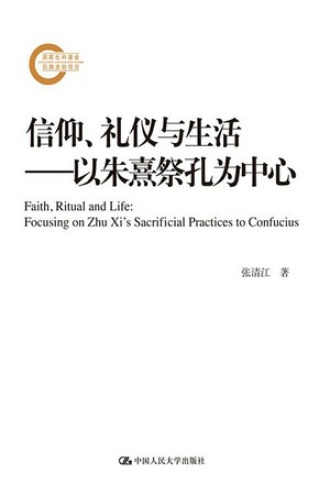 国家社科基金
后期资助项目
信仰、礼仪与生活
——以朱熹祭孔为中心
Faith, Ritual and Life:
Focusing on Zhu Xi's Sacrificial Practices to Confucius
张清江 著
中国人民大学出版社